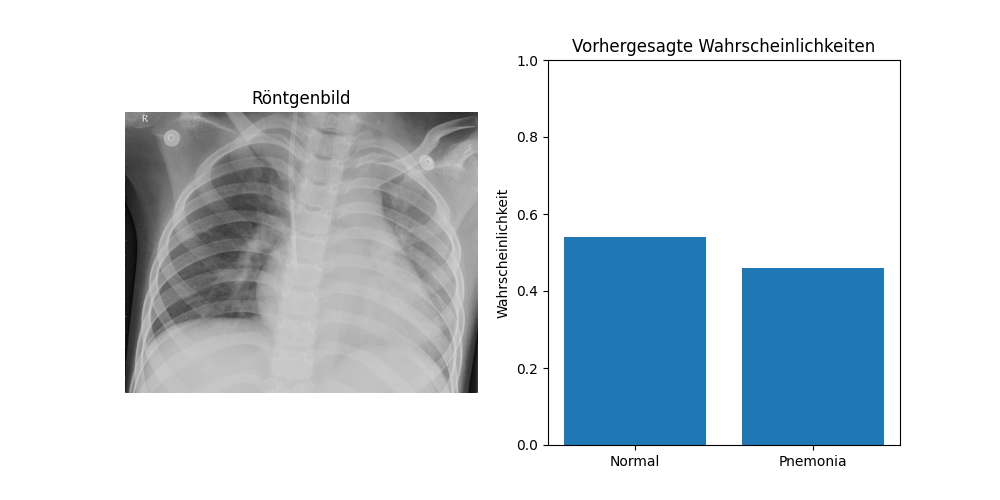 Röntgenbild
R
Vorhergesagte Wahrscheinlichkeiten
Wahrscheinlichkeit
1.0
0.8
0.6
0.4
0.2
0.0
Normal
Pnemonia